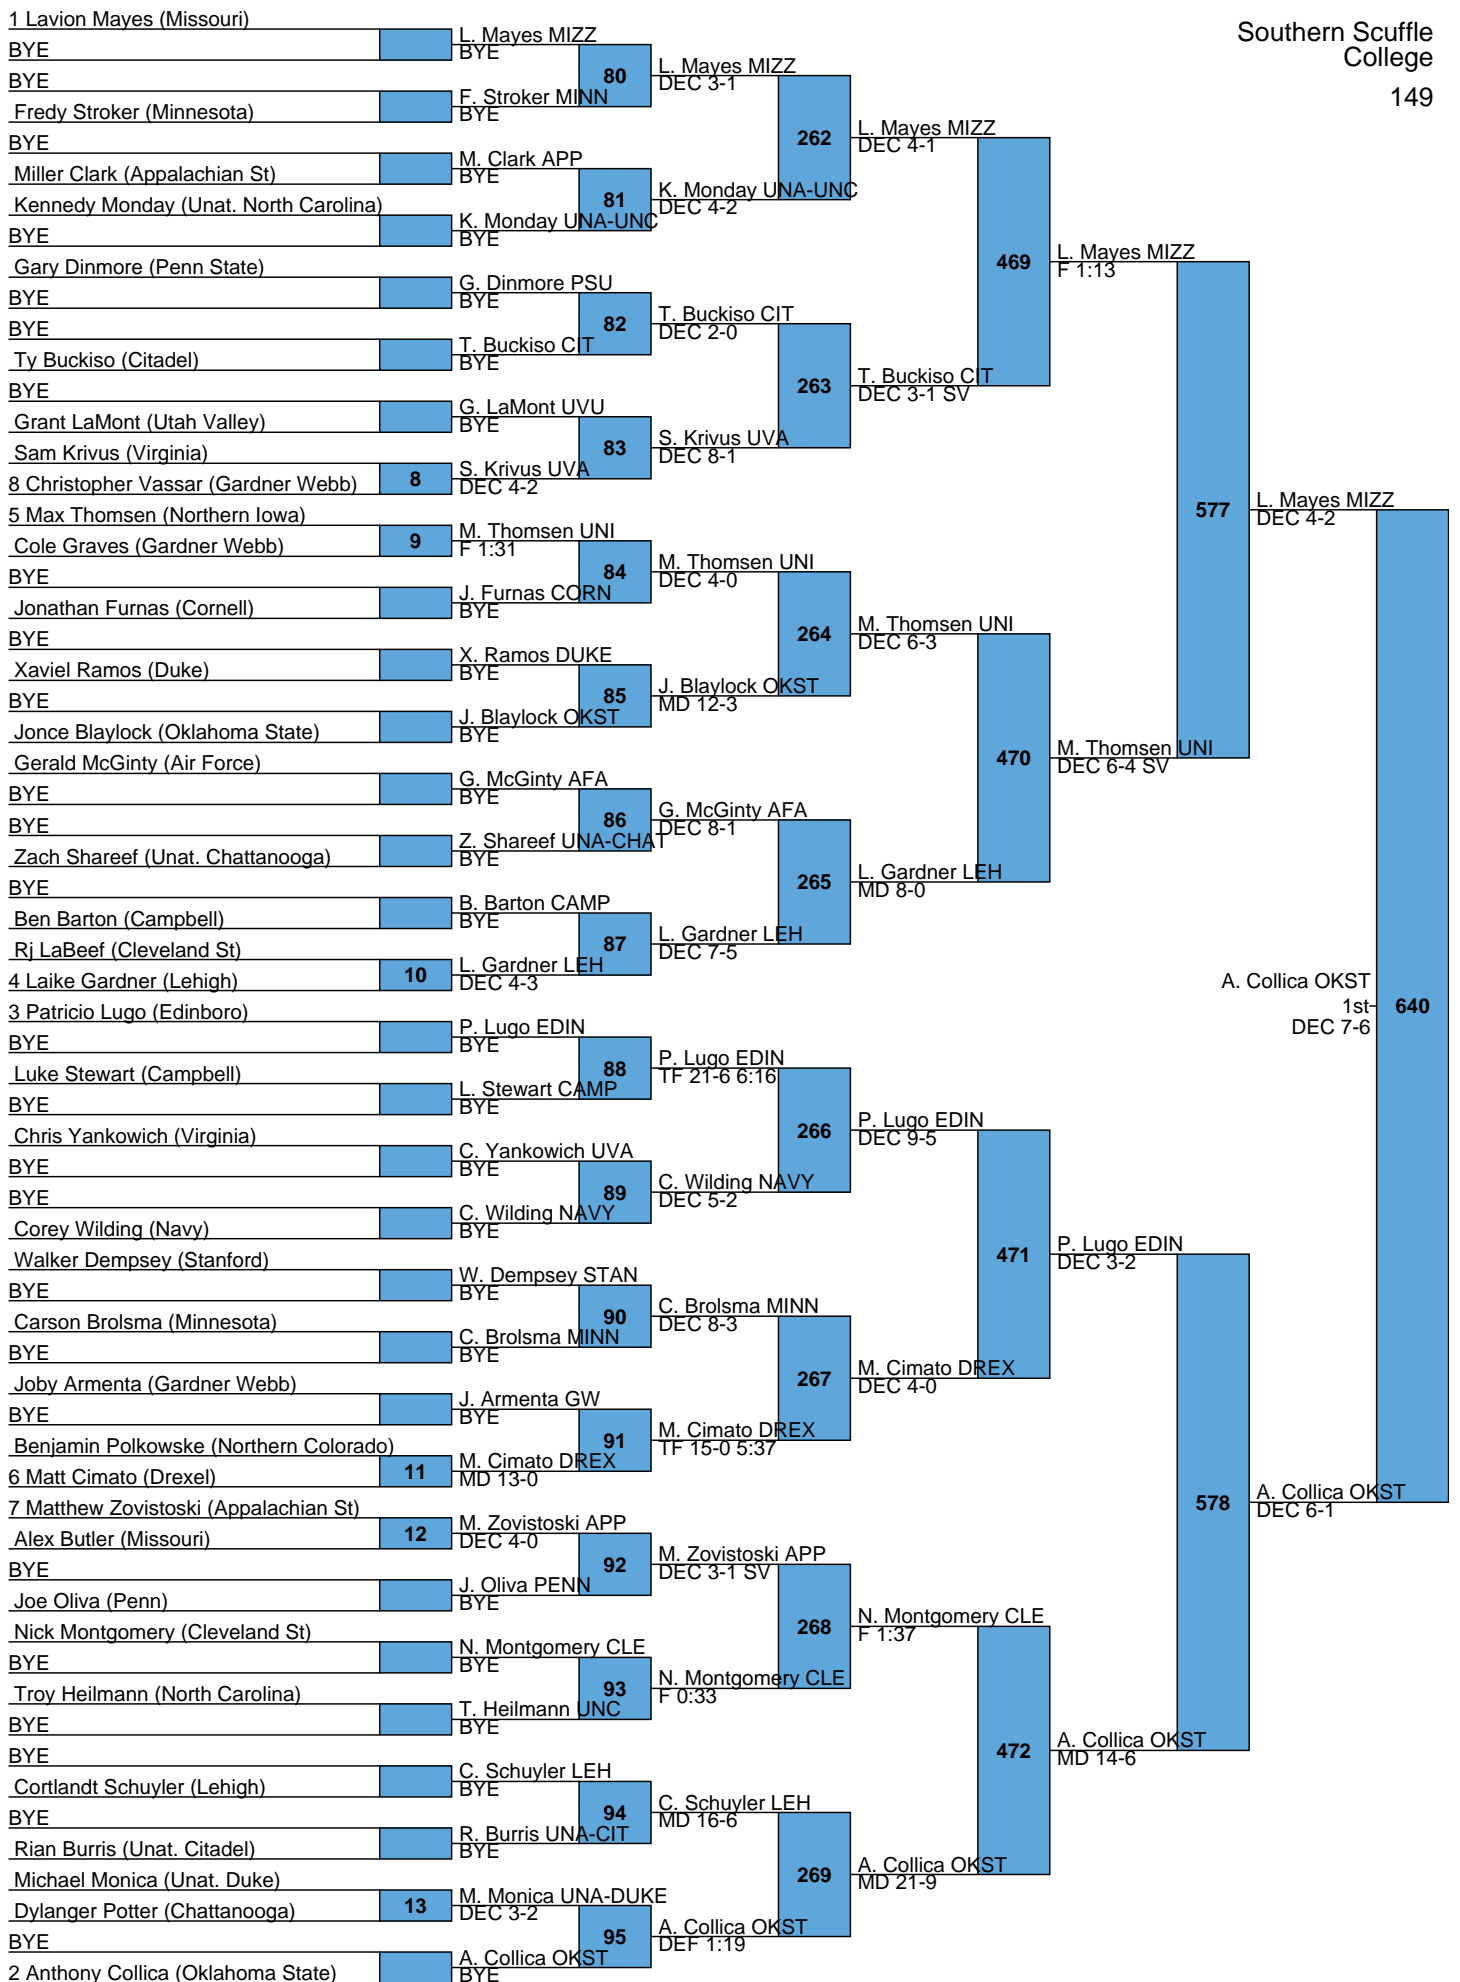 Southern Scuffle
College
149
1 Lavion Mayes (Missouri)
BYE
BYE
Fredy Stroker (Minnesota)
BYE
Miller Clark (Appalachian St)
Kennedy Monday (Unat. North Carolina)
BYE
Gary Dinmore (Penn State)
BYE
BYE
Ty Buckiso (Citadel)
BYE
Grant LaMont (Utah Valley)
Sam Krivus (Virginia)
8 Christopher Vassar (Gardner Webb)
5 Max Thomsen (Northern Iowa)
Cole Graves (Gardner Webb)
BYE
Jonathan Furnas (Cornell)
BYE
Xaviel Ramos (Duke)
BYE
Jonce Blaylock (Oklahoma State)
Gerald McGinty (Air Force)
BYE
BYE
Zach Shareef (Unat. Chattanooga)
BYE
Ben Barton (Campbell)
Rj LaBeef (Cleveland St)
4 Laike Gardner (Lehigh)
3 Patricio Lugo (Edinboro)
BYE
Luke Stewart (Campbell)
BYE
Chris Yankowich (Virginia)
BYE
BYE
Corey Wilding (Navy)
Walker Dempsey (Stanford)
BYE
Carson Brolsma (Minnesota)
BYE
Joby Armenta (Gardner Webb)
BYE
Benjamin Polkowske (Northern Colorado)
6 Matt Cimato (Drexel)
7 Matthew Zovistoski (Appalachian St)
Alex Butler (Missouri)
BYE
Joe Oliva (Penn)
Nick Montgomery (Cleveland St)
BYE
Troy Heilmann (North Carolina)
BYE
BYE
Cortlandt Schuyler (Lehigh)
BYE
Rian Burris (Unat. Citadel)
Michael Monica (Unat. Duke)
Dylanger Potter (Chattanooga)
BYE
2 Anthony Collica (Oklahoma State)
8
9
10
11
12
13
L. Mayes MIZZ
BYE
F. Stroker MINN
BYE
M. Clark APP
BYE
K. Monday UNA-UNC
BYE
G. Dinmore PSU
BYE
T. Buckiso CIT
BYE
G. LaMont UVU
BYE
S. Krivus UVA
DEC 4-2
M. Thomsen UNI
F 1:31
J. Furnas CORN
BYE
X. Ramos DUKE
BYE
J. Blaylock OKST
BYE
G. McGinty AFA
BYE
Z. Shareef UNA-CHAT
BYE
B. Barton CAMP
BYE
L. Gardner LEH
DEC 4-3
P. Lugo EDIN
BYE
L. Stewart CAMP
BYE
C. Yankowich UVA
BYE
C. Wilding NAVY
BYE
W. Dempsey STAN
BYE
C. Brolsma MINN
BYE
J. Armenta GW
BYE
M. Cimato DREX
MD 13-0
M. Zovistoski APP
DEC 4-0
J. Oliva PENN
BYE
N. Montgomery CLE
BYE
T. Heilmann UNC
BYE
C. Schuyler LEH
BYE
R. Burris UNA-CIT
BYE
M. Monica UNA-DUKE
DEC 3-2
A. Collica OKST
BYE
80
81
82
83
84
85
86
87
88
89
90
91
92
93
94
95
L. Mayes MIZZ
DEC 3-1
K. Monday UNA-UNC
DEC 4-2
T. Buckiso CIT
DEC 2-0
S. Krivus UVA
DEC 8-1
M. Thomsen UNI
DEC 4-0
J. Blaylock OKST
MD 12-3
G. McGinty AFA
DEC 8-1
L. Gardner LEH
DEC 7-5
P. Lugo EDIN
TF 21-6 6:16
C. Wilding NAVY
DEC 5-2
C. Brolsma MINN
DEC 8-3
M. Cimato DREX
TF 15-0 5:37
M. Zovistoski APP
DEC 3-1 SV
N. Montgomery CLE
F 0:33
C. Schuyler LEH
MD 16-6
A. Collica OKST
DEF 1:19
262
263
264
265
266
267
268
269
L. Mayes MIZZ
DEC 4-1
T. Buckiso CIT
DEC 3-1 SV
M. Thomsen UNI
DEC 6-3
L. Gardner LEH
MD 8-0
P. Lugo EDIN
DEC 9-5
M. Cimato DREX
DEC 4-0
N. Montgomery CLE
F 1:37
A. Collica OKST
MD 21-9
469
470
471
472
L. Mayes MIZZ
F 1:13
M. Thomsen UNI
DEC 6-4 SV
P. Lugo EDIN
DEC 3-2
A. Collica OKST
MD 14-6
577
578
L. Mayes MIZZ
DEC 4-2
A. Collica OKST
DEC 6-1
A. Collica OKST
1st
DEC 7-6
640